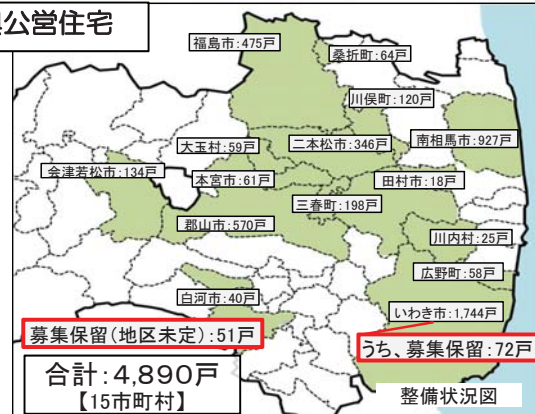 公営住宅
福島市:475戸
桑折町:64戸
川俣町:120戸
大玉村:59戸
二本松市:346戸
南相馬市:927戸
会津若松市:134戸
本宮市:61戸
田村市:18戸
三春町:198戸
郡山市:570戸
川内村:25戸
広野町:58戸
白河市:40戸
いわき市:1,744戸
募集保留(地区未定):51戸
うち、募集保留:72戸
合計:4,890戸
【15市町村】
整備状況図